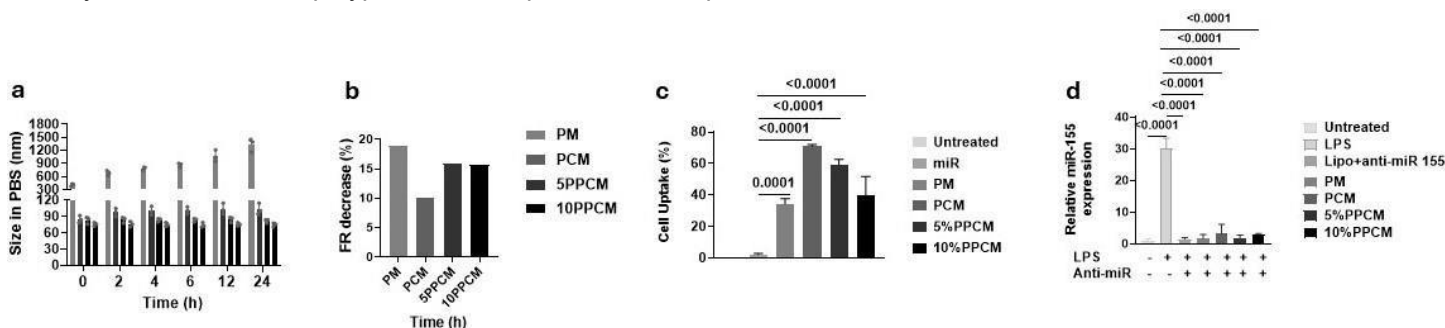 a
Size in PBS (nm)
1800
1500
1200
900
600
300
120
90
60
30
0
0 2 4 6 12 24
Time (h)
PM
PCM
5PPCM
10PPCM
b
FR decrease (%)
20
15
10
5
0
PM PCM 5PPCM 10PPCM
Time (h)
c
Cell Uptake (%)
80
60
40
20
0
<0.0001
<0.0001
<0.0001
0.0001
Untreated
miR
PM
PCM
5%PPCM
10%PPCM
d
Relative miR-155
expression
40
30
20
10
0
<0.0001
<0.0001
<0.0001
<0.0001
<0.0001
<0.0001
LPS - + + + + + +
Anti-miR - - + + + + +
Untreated
LPS
Lipo+anti-miR 155
PM
PCM
5%PPCM
10%PPCM